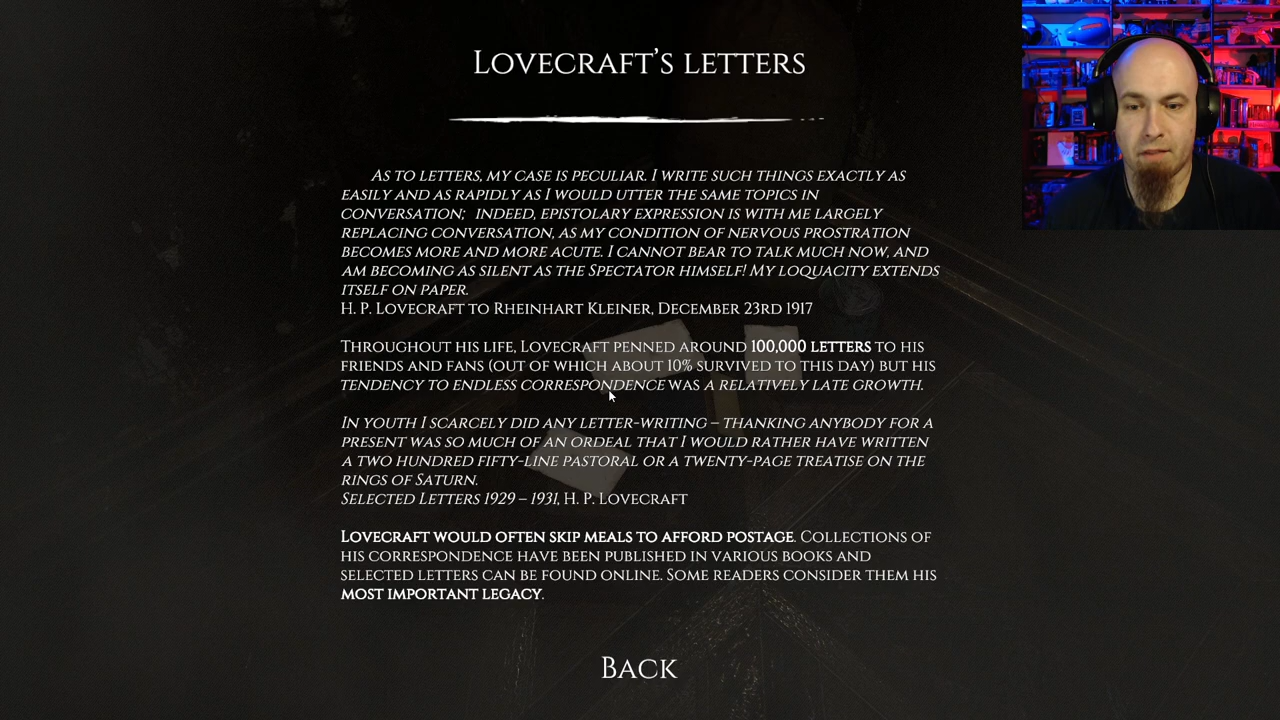 Lovecraft's letters
As to letters, my case is peculiar. I write such things exactly as
easily and as rapidly as I would utter the same topics in
conversation; indeed, epistolary expression is with me largely
replacing conversation, as my condition of nervous prostration
becomes more and more acute. I cannot bear to talk much now, and
am becoming as silent as the Spectator himself! My loquacity extends
itself on paper.
H. P. Lovecraft to Rheinhart Kleiner, December 23rd 1917
Throughout his life, Lovecraft penned around 100,000 letters to his
friends and fans (out of which about 10% survived to this day) but his
tendency to endless correspondence was a relatively late growth.
In youth I scarcely did any letter-writing – thanking anybody for a
present was so much of an ordeal that I would rather have written
a two hundred fifty-line pastoral or a twenty-page treatise on the
rings of Saturn.
Selected Letters 1929 – 1931, H. P. Lovecraft
Lovecraft would often skip meals to afford postage. Collections of
his correspondence have been published in various books and
selected letters can be found online. Some readers consider them his
most important legacy.
Back